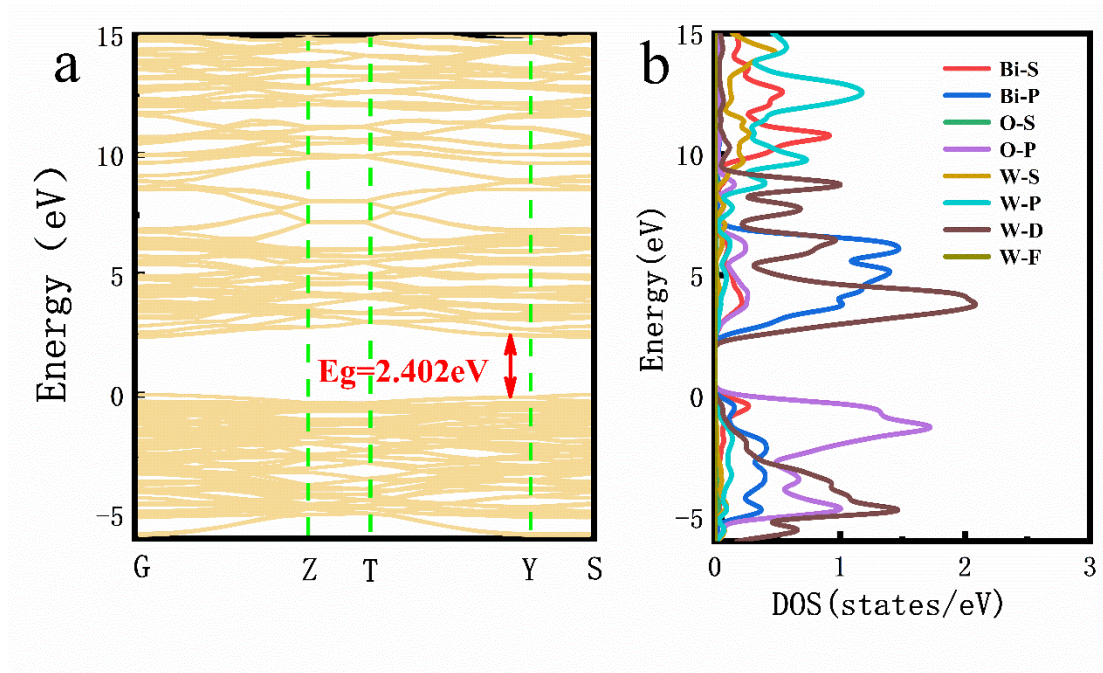 a
15
10
5
0
−5
Energy (eV)
Eg=2.402eV
G
Z
T
Y
S
b
15
10
5
0
−5
Energy(eV)
Bi-S
Bi-P
O-S
O-P
W-S
W-P
W-D
W-F
0
1
2
3
DOS(states/eV)